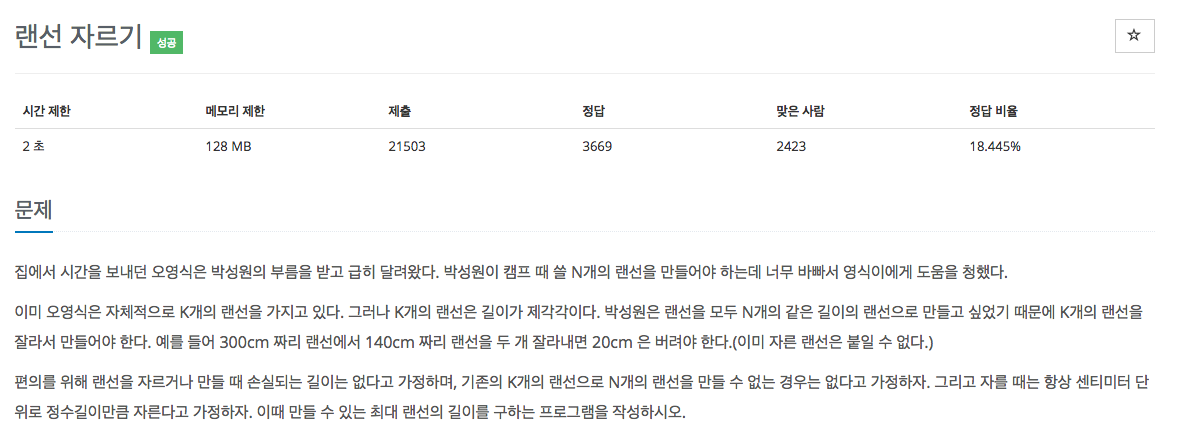 랜선 자르기 성공
☆
시간 제한 메모리 제한 제출 정답 맞은 사람 정답 비율
2 초 128 MB 21503 3669 2423 18.445%
문제
집에서 시간을 보내던 오영식은 박성원의 부름을 받고 급히 달려왔다. 박성원이 캠프 때 쓸 N개의 랜선을 만들어야 하는데 너무 바빠서 영식이에게 도움을 청했다.
이미 오영식은 자체적으로 K개의 랜선을 가지고 있다. 그러나 K개의 랜선은 길이가 제각각이다. 박성원은 랜선을 모두 N개의 같은 길이의 랜선으로 만들고 싶었기 때문에 K개의 랜선을
잘라서 만들어야 한다. 예를 들어 300cm 짜리 랜선에서 140cm 짜리 랜선을 두 개 잘라내면 20cm 은 버려야 한다.(이미 자른 랜선은 붙일 수 없다.)
편의를 위해 랜선을 자르거나 만들 때 손실되는 길이는 없다고 가정하며, 기존의 K개의 랜선으로 N개의 랜선을 만들 수 없는 경우는 없다고 가정하자. 그리고 자를 때는 항상 센티미터 단
위로 정수길이만큼 자른다고 가정하자. 이때 만들 수 있는 최대 랜선의 길이를 구하는 프로그램을 작성하시오.